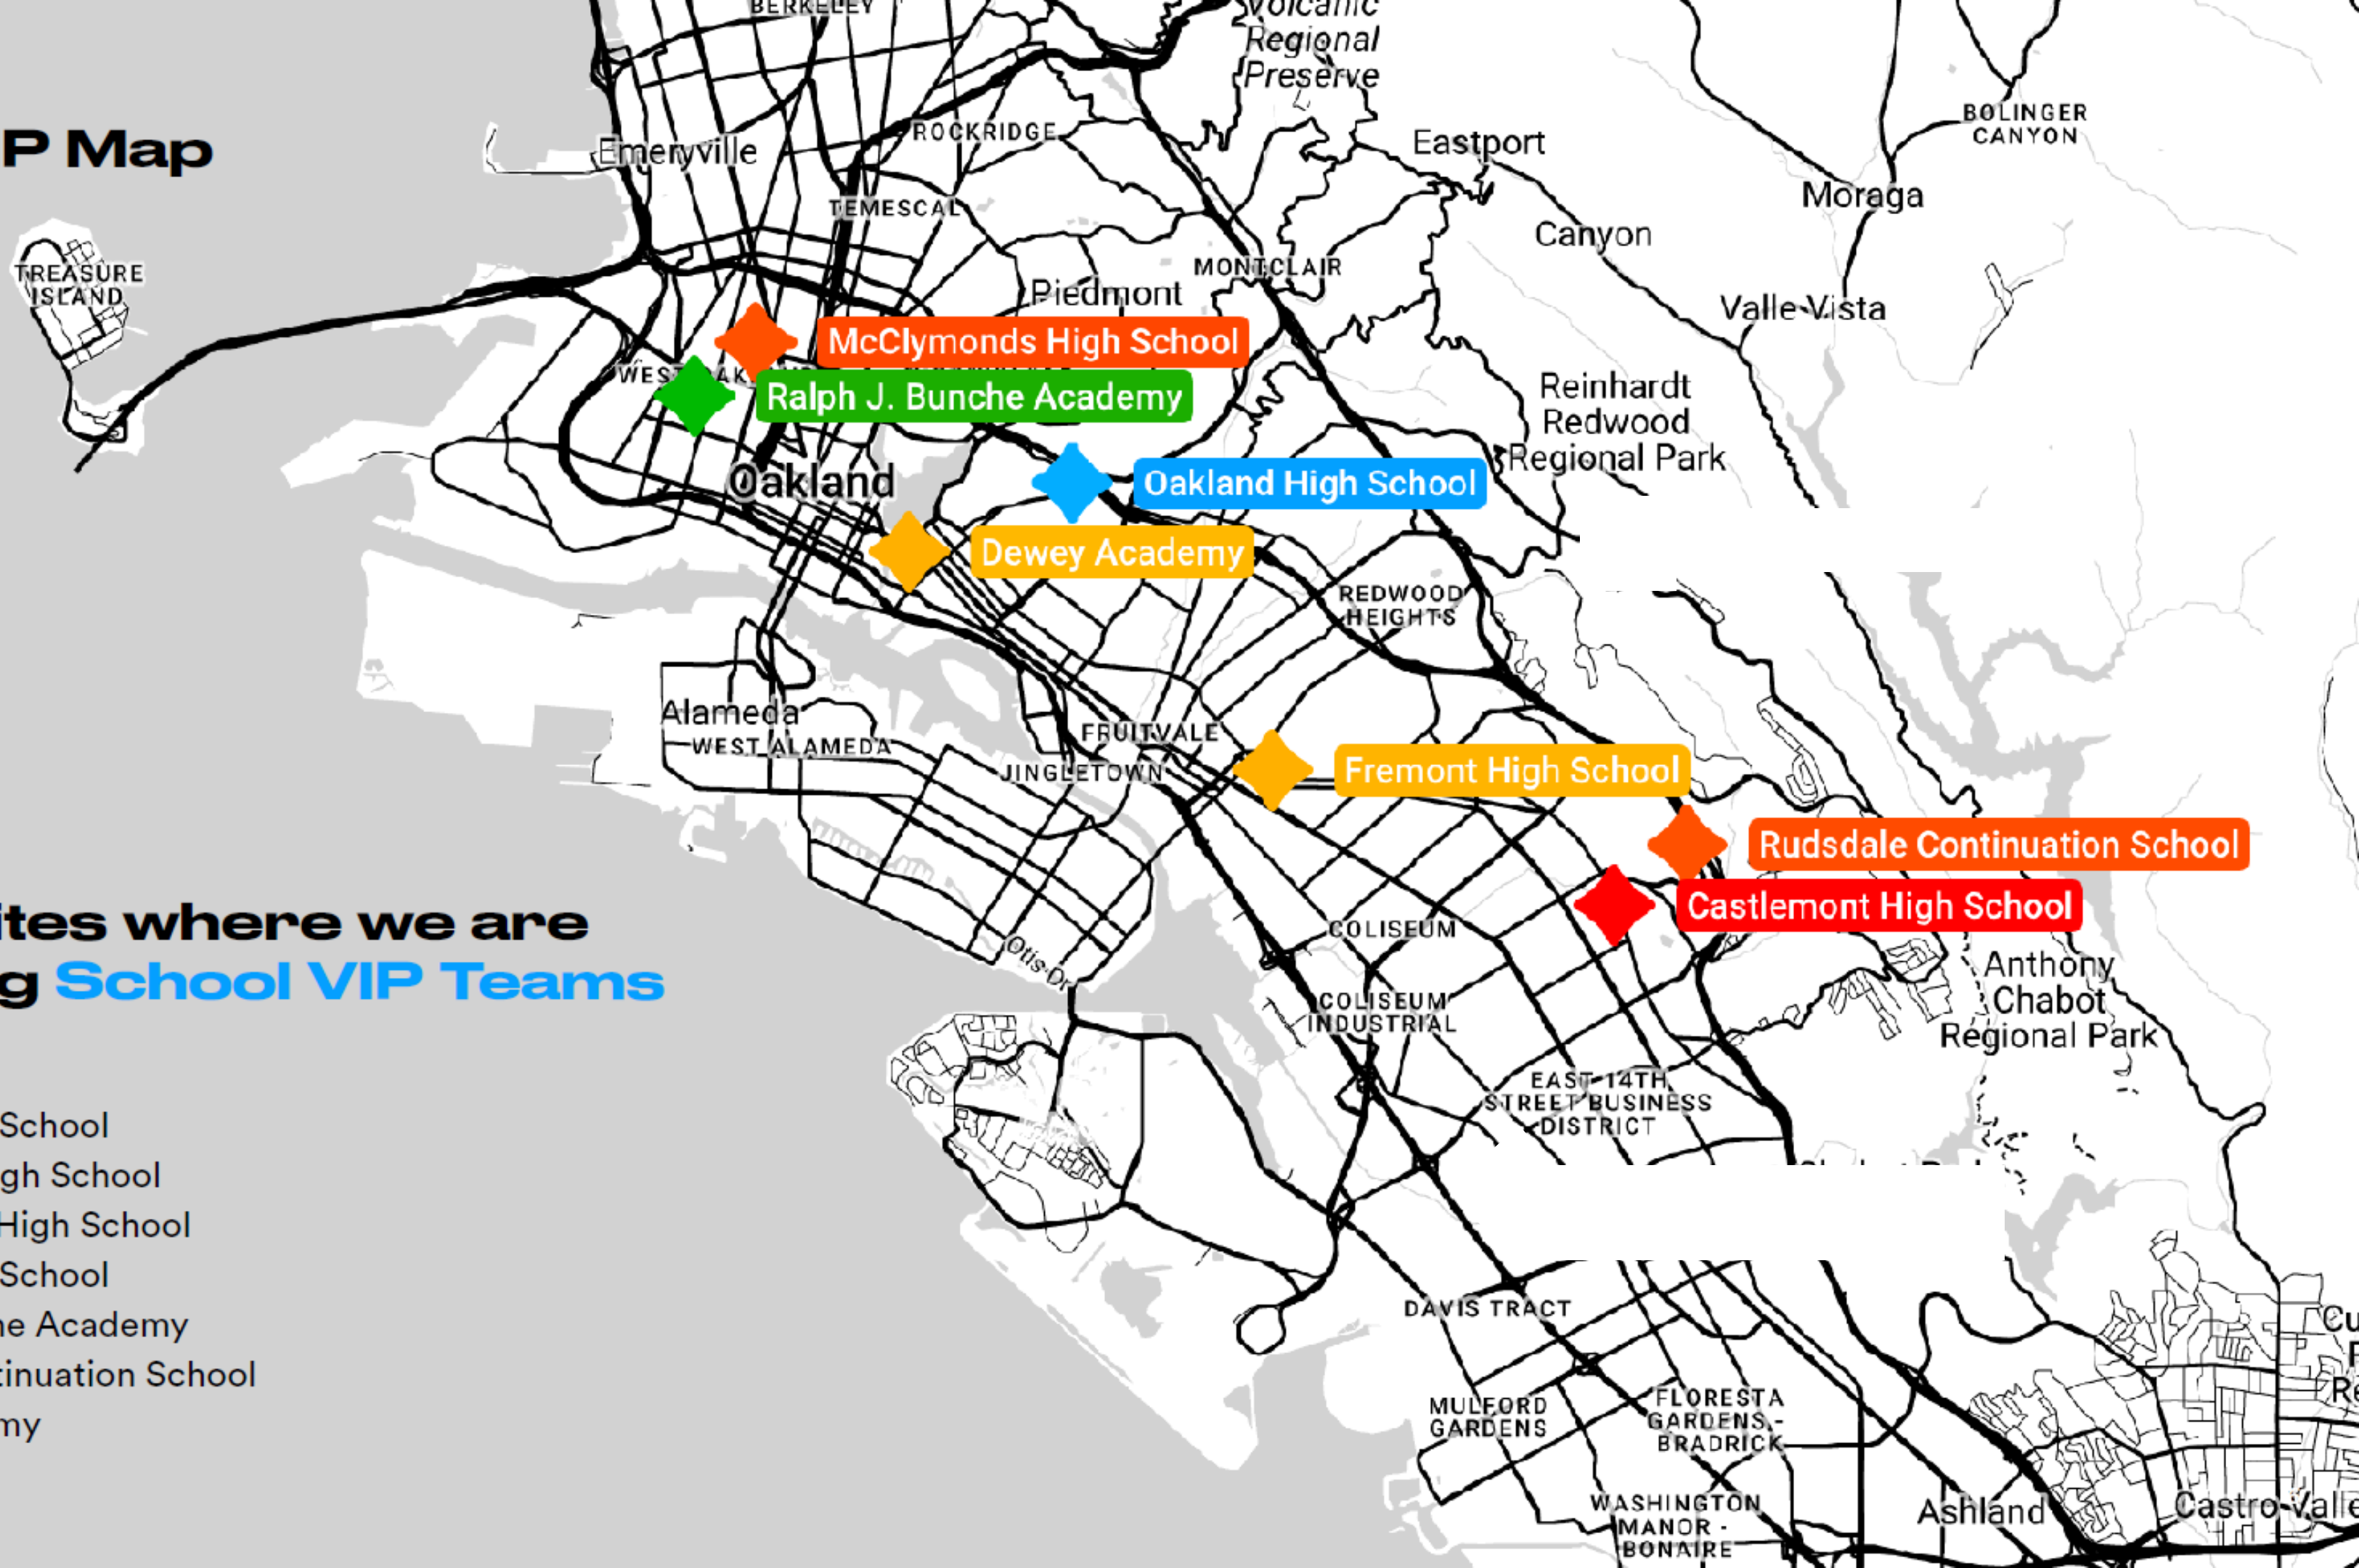 P Map
ites where we are
g School VIP Teams
School
gh School
High School
School
ne Academy
tinuation School
my
BERKELEY
Volcanic
Regional
Preserve
ROCKRIDGE
Emeryville
TEMESCAL
Eastport
BOLINGER
CANYON
Moraga
Canyon
TREASURE
ISLAND
MONTCLAIR
Piedmont
Valle Vista
McClymonds High School
Ralph J. Bunche Academy
Reinhardt
Redwood
Regional Park
Oakland
Oakland High School
Dewey Academy
REDWOOD
HEIGHTS
Alameda
WEST ALAMEDA
FRUITVALE
JINGLETOWN
Fremont High School
Rudsdale Continuation School
Castlemont High School
COLISEUM
Otis Dr
COLISEUM
INDUSTRIAL
Anthony
Chabot
Regional Park
EAST 14TH
STREET BUSINESS
DISTRICT
DAVIS TRACT
MULFORD
GARDENS
FLORESTA
GARDENS -
BRADRICK
WASHINGTON
MANOR -
BONAIRE
Ashland
Castro Valle
Cu
R